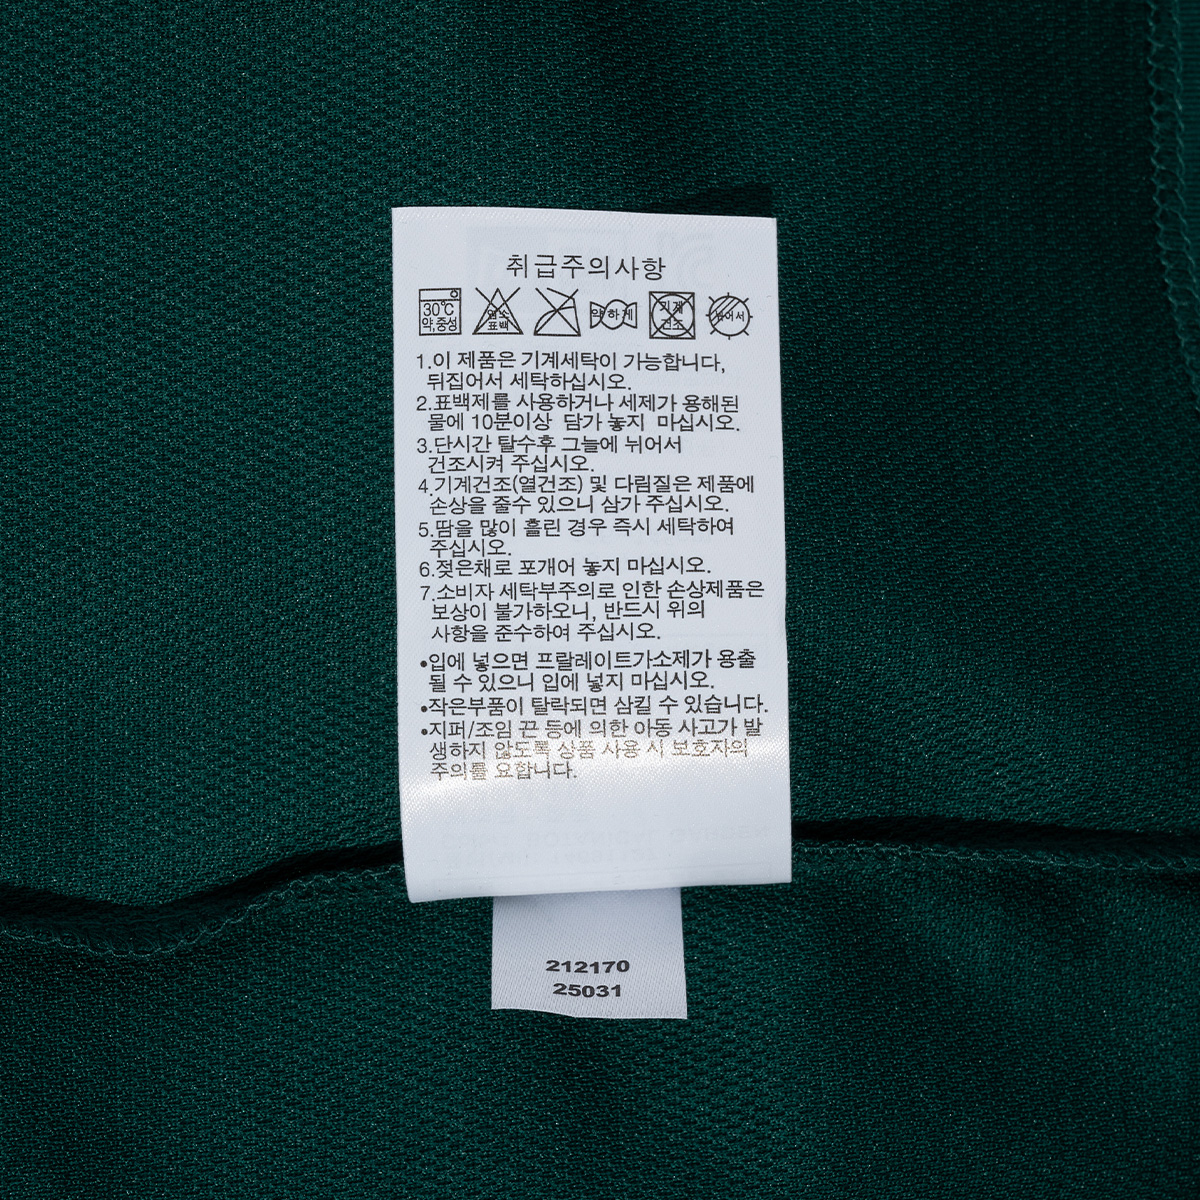 취급주의사항
30℃
약,중성
염소
표백
약하게
기계
건조
뉘어서
1.이 제품은 기계세탁이 가능합니다,
뒤집어서 세탁하십시오.
2.표백제를 사용하거나 세제가 용해된
물에 10분이상 담가 놓지 마십시오.
3.단시간 탈수후 그늘에 뉘어서
건조시켜 주십시오.
4.기계건조(열건조) 및 다림질은 제품에
손상을 줄수 있으니 삼가 주십시오.
5.땀을 많이 흘린 경우 즉시 세탁하여
주십시오.
6.젖은채로 포개어 놓지 마십시오.
7.소비자 세탁부주의로 인한 손상제품은
보상이 불가하오니, 반드시 위의
사항을 준수하여 주십시오.
•입에 넣으면 프탈레이트가소제가 용출
될 수 있으니 입에 넣지 마십시오.
•작은부품이 탈락되면 삼킬 수 있습니다.
•지퍼/조임 끈 등에 의한 아동 사고가 발
생하지 않도록 상품 사용 시 보호자의
주의를 요합니다.
212170
25031